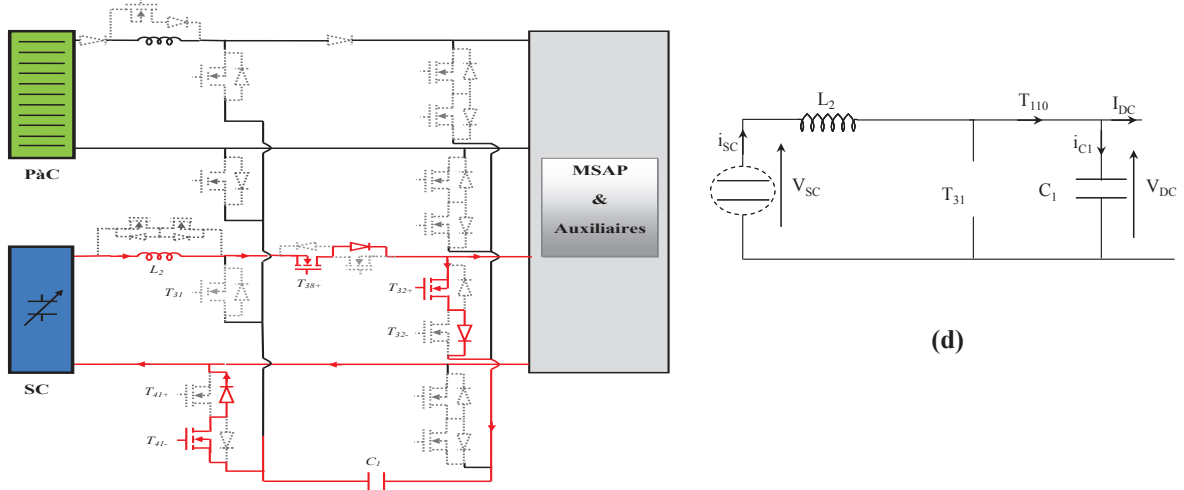 PàC
MSAP
&
Auxiliaires
L2
T31
T38+
T32+
T32-
SC
T41+
T41-
C1
L2
T110
IDC
iSC
iC1
VSC
T31
C1
VDC
(d)